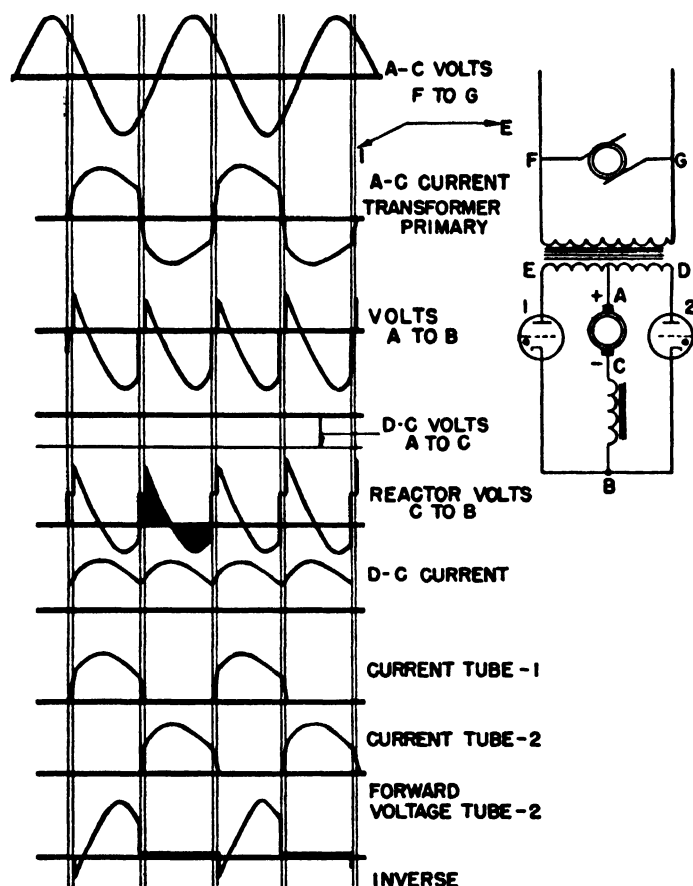 A-C VOLTS
F TO G
E
I
A-C CURRENT
TRANSFORMER
PRIMARY
VOLTS
A TO B
D-C VOLTS
A TO C
REACTOR VOLTS
C TO B
D-C CURRENT
CURRENT TUBE-1
CURRENT TUBE-2
FORWARD
VOLTAGE TUBE-2
INVERSE
F G
E D
1 + A 2
- C
B